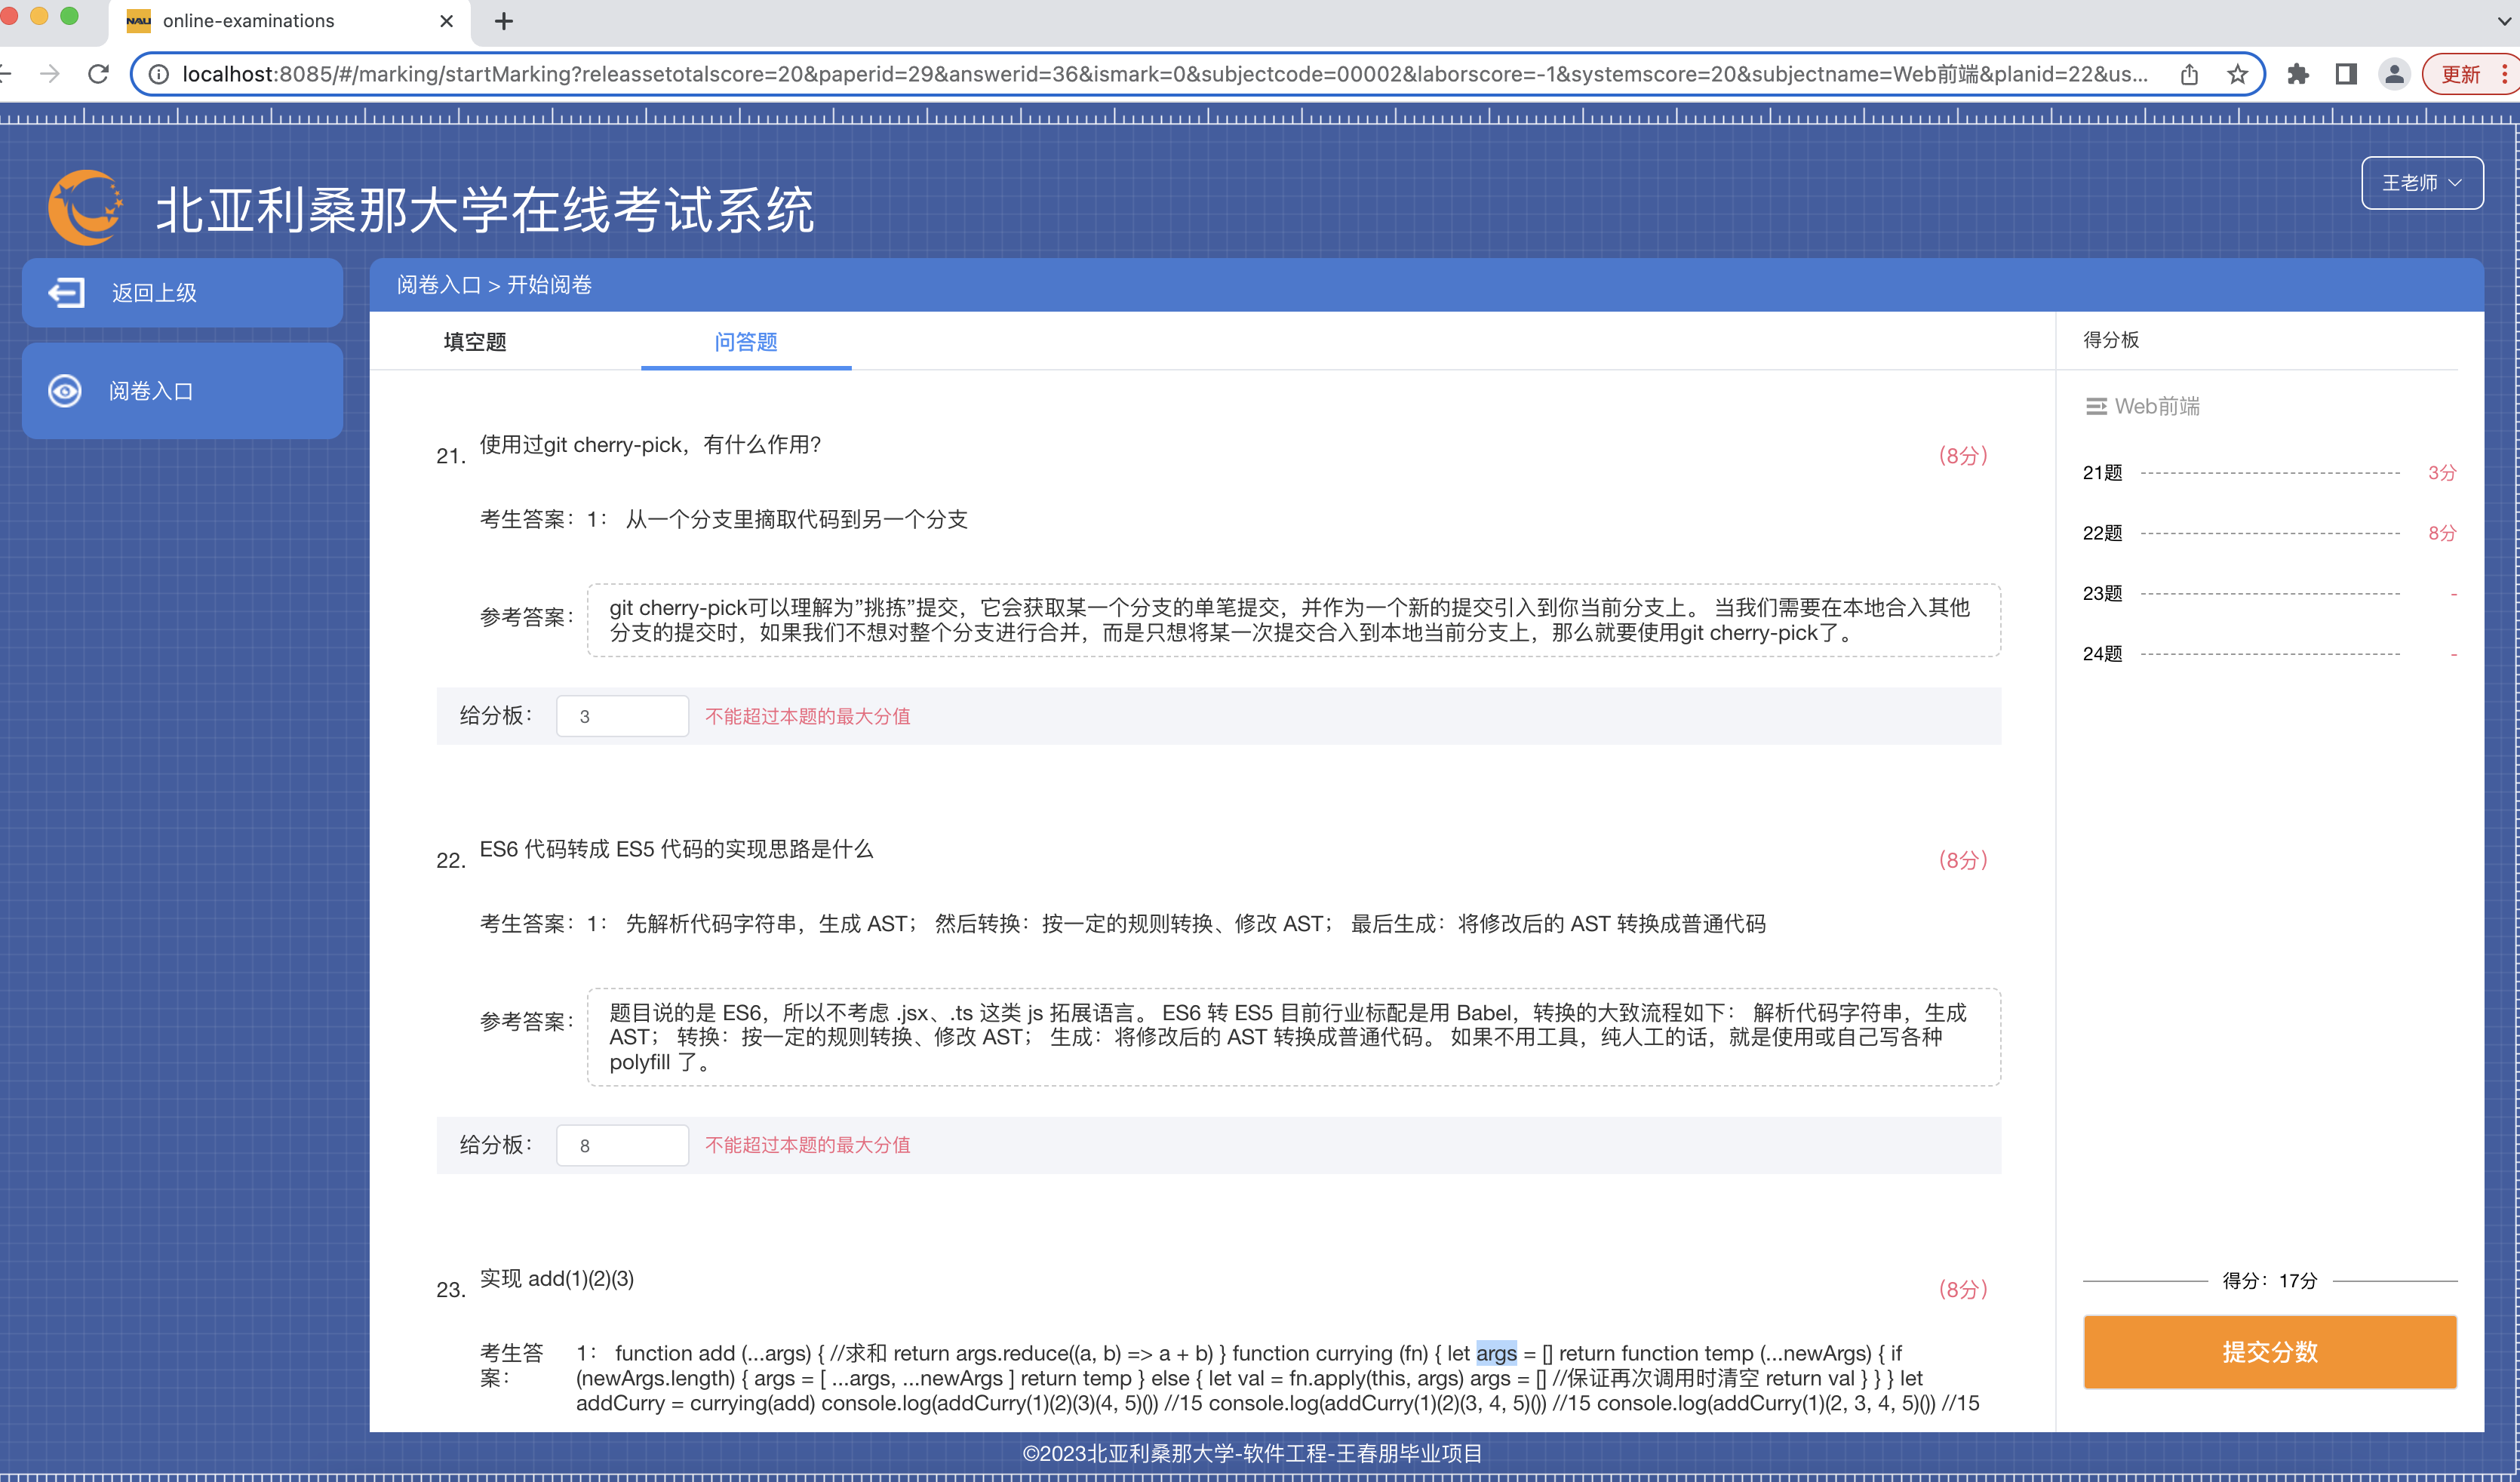 NAU online-examinations
localhost:8085/#/marking/startMarking?releassetotalscore=20&paperid=29&answerid=36&ismark=0&subjectcode=00002&laborscore=-1&systemscore=20&subjectname=Web前端&planid=22&us...
更新
北亚利桑那大学在线考试系统
王老师
返回上级
阅卷入口
阅卷入口 > 开始阅卷
填空题
问答题
21. 使用过git cherry-pick，有什么作用?
（8分）
考生答案：1： 从一个分支里摘取代码到另一个分支
参考答案：
git cherry-pick可以理解为”挑拣”提交，它会获取某一个分支的单笔提交，并作为一个新的提交引入到你当前分支上。 当我们需要在本地合入其他
分支的提交时，如果我们不想对整个分支进行合并，而是只想将某一次提交合入到本地当前分支上，那么就要使用git cherry-pick了。
给分板： 3 不能超过本题的最大分值
22. ES6 代码转成 ES5 代码的实现思路是什么
（8分）
考生答案：1： 先解析代码字符串，生成 AST； 然后转换：按一定的规则转换、修改 AST； 最后生成：将修改后的 AST 转换成普通代码
参考答案：
题目说的是 ES6，所以不考虑 .jsx、.ts 这类 js 拓展语言。 ES6 转 ES5 目前行业标配是用 Babel，转换的大致流程如下： 解析代码字符串，生成
AST； 转换：按一定的规则转换、修改 AST； 生成：将修改后的 AST 转换成普通代码。 如果不用工具，纯人工的话，就是使用或自己写各种
polyfill 了。
给分板： 8 不能超过本题的最大分值
23. 实现 add(1)(2)(3)
（8分）
考生答
案：
1： function add (...args) { //求和 return args.reduce((a, b) => a + b) } function currying (fn) { let args = [] return function temp (...newArgs) { if
(newArgs.length) { args = [ ...args, ...newArgs ] return temp } else { let val = fn.apply(this, args) args = [] //保证再次调用时清空 return val } } } let
addCurry = currying(add) console.log(addCurry(1)(2)(3)(4, 5)()) //15 console.log(addCurry(1)(2)(3, 4, 5)()) //15 console.log(addCurry(1)(2, 3, 4, 5)()) //15
得分板
Web前端
21题 3分
22题 8分
23题 -
24题 -
得分：17分
提交分数
©2023北亚利桑那大学-软件工程-王春朋毕业项目